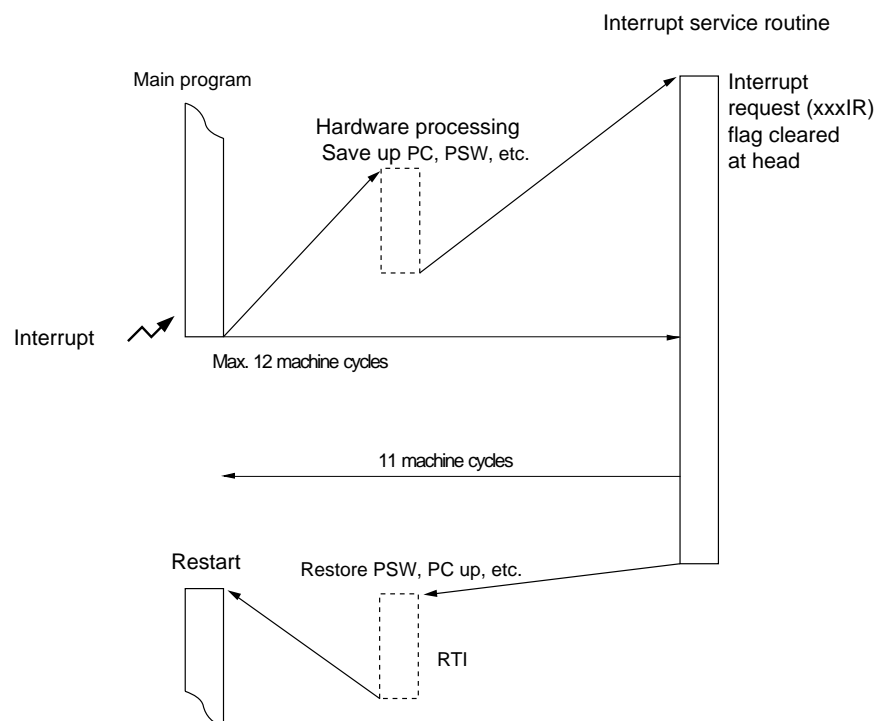 Interrupt service routine
Main program
Interrupt
request (xxxIR)
flag cleared
at head
Hardware processing
Save up PC, PSW, etc.
Interrupt
Max. 12 machine cycles
11 machine cycles
Restart
Restore PSW, PC up, etc.
RTI